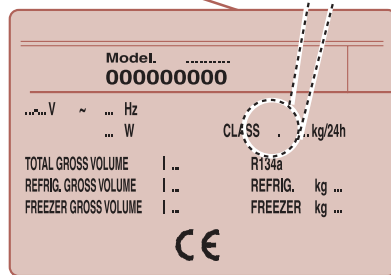 Model. ..........
000000000
...-... V ~ ... Hz
... W CLASS . ... kg/24h
TOTAL GROSS VOLUME l ... R134a
REFRIG. GROSS VOLUME l ... REFRIG. kg ...
FREEZER GROSS VOLUME l ... FREEZER kg ...
CE